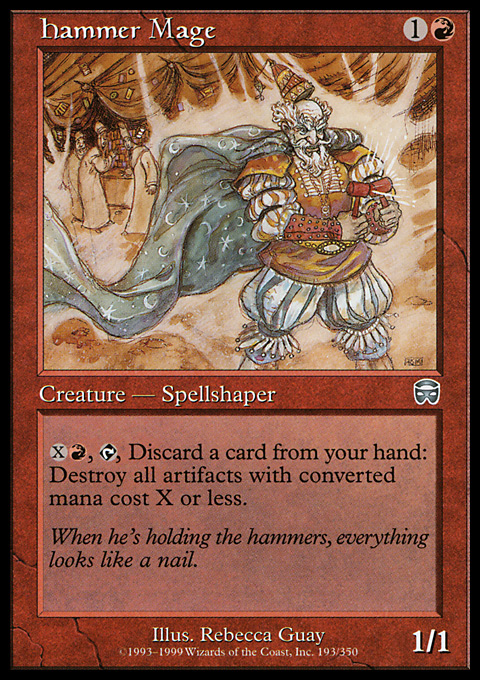 Hammer Mage 1
Creature — Spellshaper
X, , Discard a card from your hand:
Destroy all artifacts with converted
mana cost X or less.
When he's holding the hammers, everything
looks like a nail.
Illus. Rebecca Guay
1/1
©1993–1999 Wizards of the Coast, Inc. 193/350